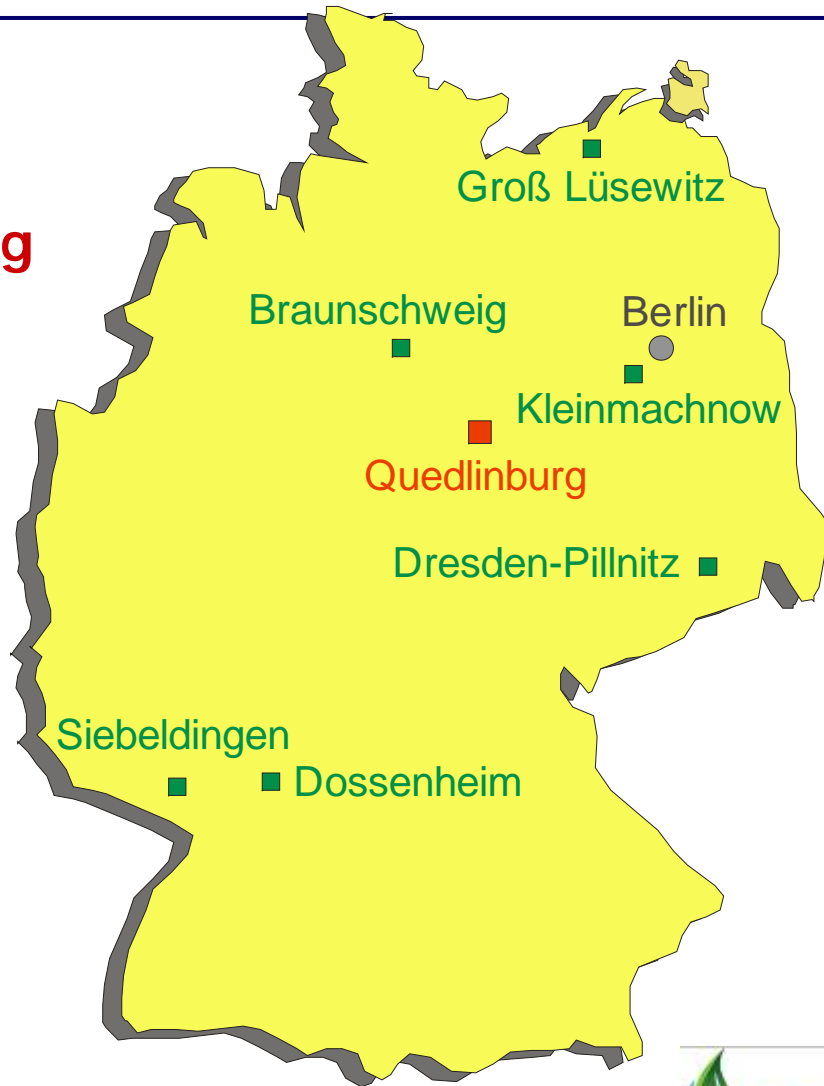 Groß Lüsewitz
g
Braunschweig
Berlin
Kleinmachnow
Quedlinburg
Dresden-Pillnitz
Siebeldingen
Dossenheim